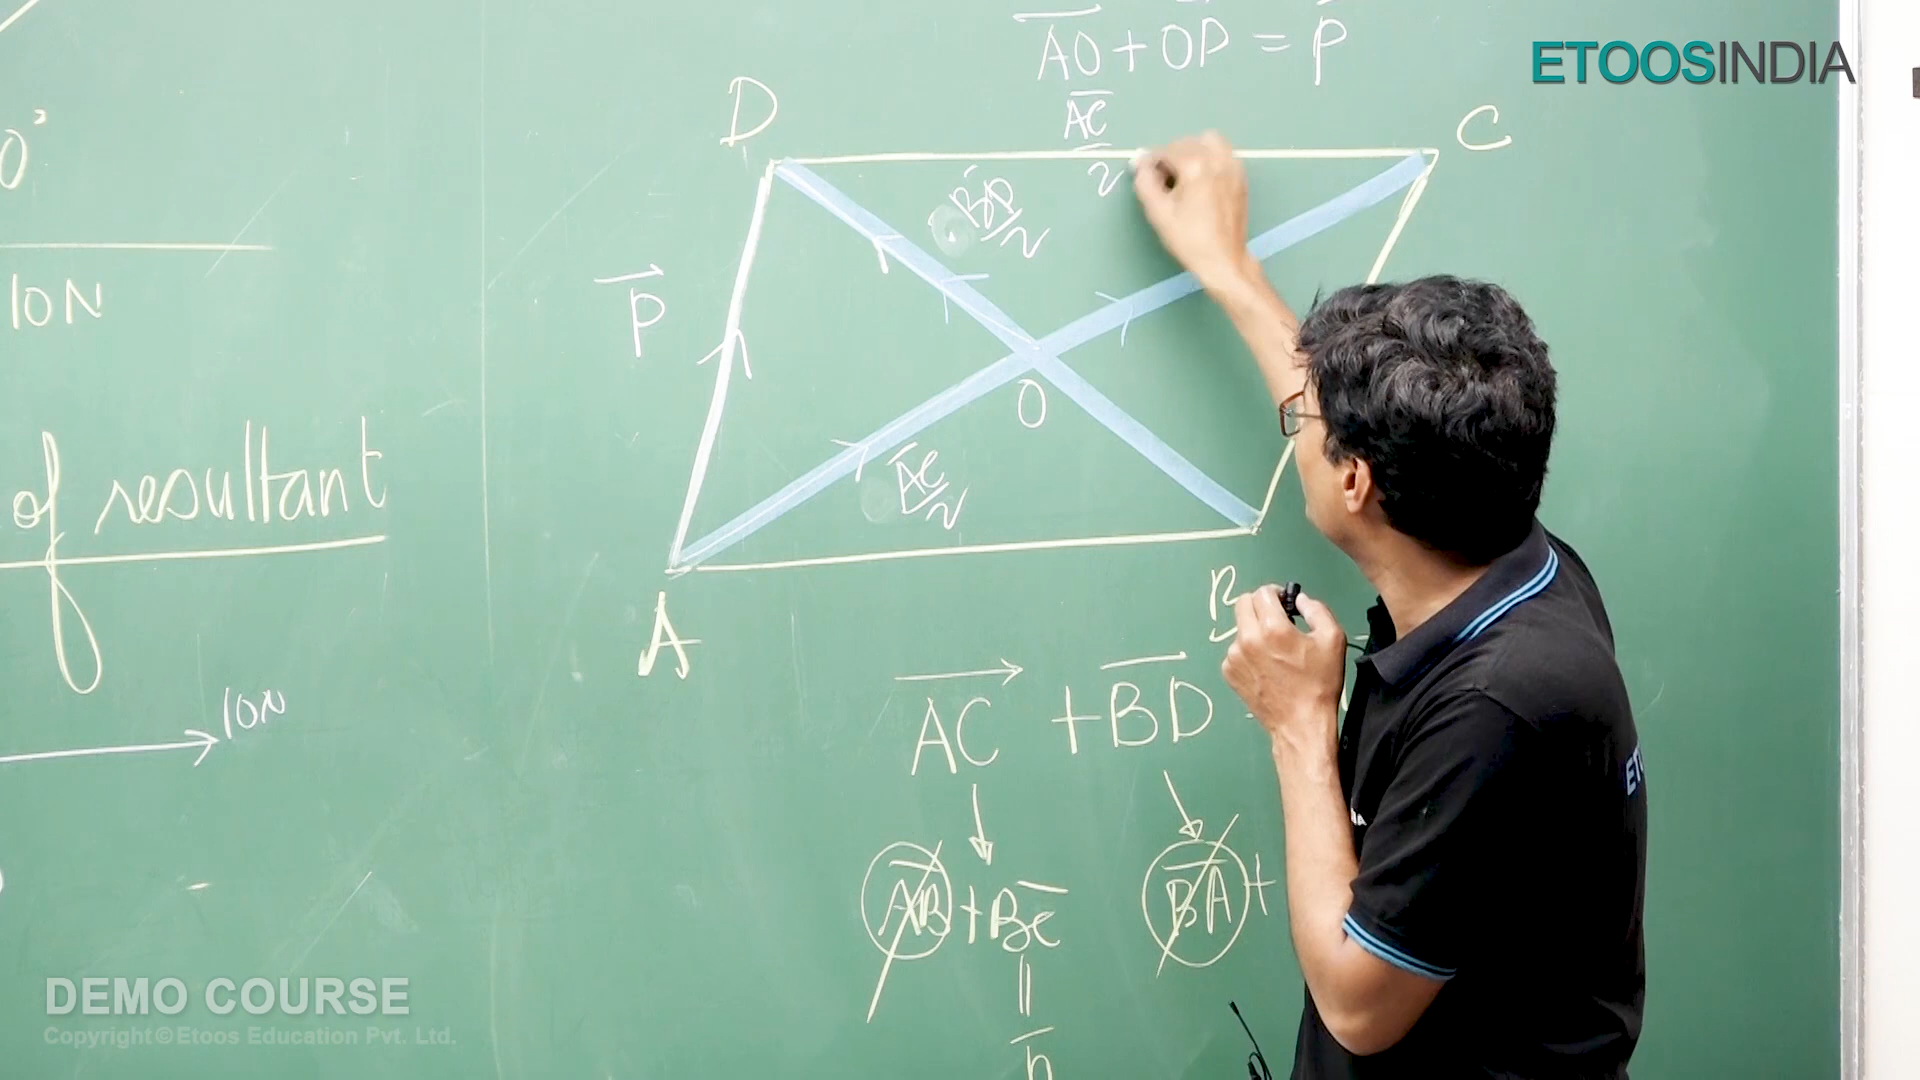 AO + OD = P
ETOOSINDIA
AC
2
D
C
0°
BD
2
10N
P
O
AC
2
of resultant
A
B
10N
AC + BD
AB + BC
BA +
||
P
DEMO COURSE
Copyright © Etoos Education Pvt. Ltd.